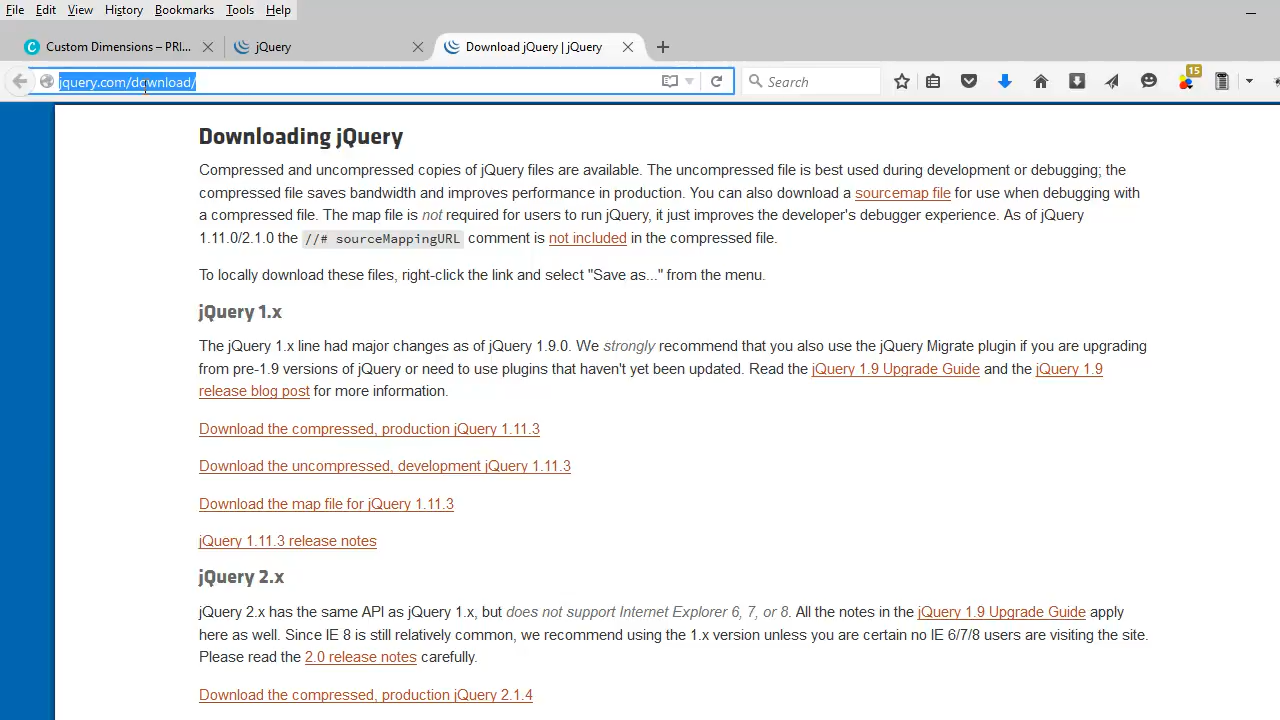 File Edit View History Bookmarks Tools Help
Custom Dimensions – PRI... jQuery Download jQuery | jQuery
jquery.com/download/ Search 15
Downloading jQuery
Compressed and uncompressed copies of jQuery files are available. The uncompressed file is best used during development or debugging; the
compressed file saves bandwidth and improves performance in production. You can also download a sourcemap file for use when debugging with
a compressed file. The map file is not required for users to run jQuery, it just improves the developer's debugger experience. As of jQuery
1.11.0/2.1.0 the //# sourceMappingURL comment is not included in the compressed file.
To locally download these files, right-click the link and select "Save as..." from the menu.
jQuery 1.x
The jQuery 1.x line had major changes as of jQuery 1.9.0. We strongly recommend that you also use the jQuery Migrate plugin if you are upgrading
from pre-1.9 versions of jQuery or need to use plugins that haven't yet been updated. Read the jQuery 1.9 Upgrade Guide and the jQuery 1.9
release blog post for more information.
Download the compressed, production jQuery 1.11.3
Download the uncompressed, development jQuery 1.11.3
Download the map file for jQuery 1.11.3
jQuery 1.11.3 release notes
jQuery 2.x
jQuery 2.x has the same API as jQuery 1.x, but does not support Internet Explorer 6, 7, or 8. All the notes in the jQuery 1.9 Upgrade Guide apply
here as well. Since IE 8 is still relatively common, we recommend using the 1.x version unless you are certain no IE 6/7/8 users are visiting the site.
Please read the 2.0 release notes carefully.
Download the compressed, production jQuery 2.1.4